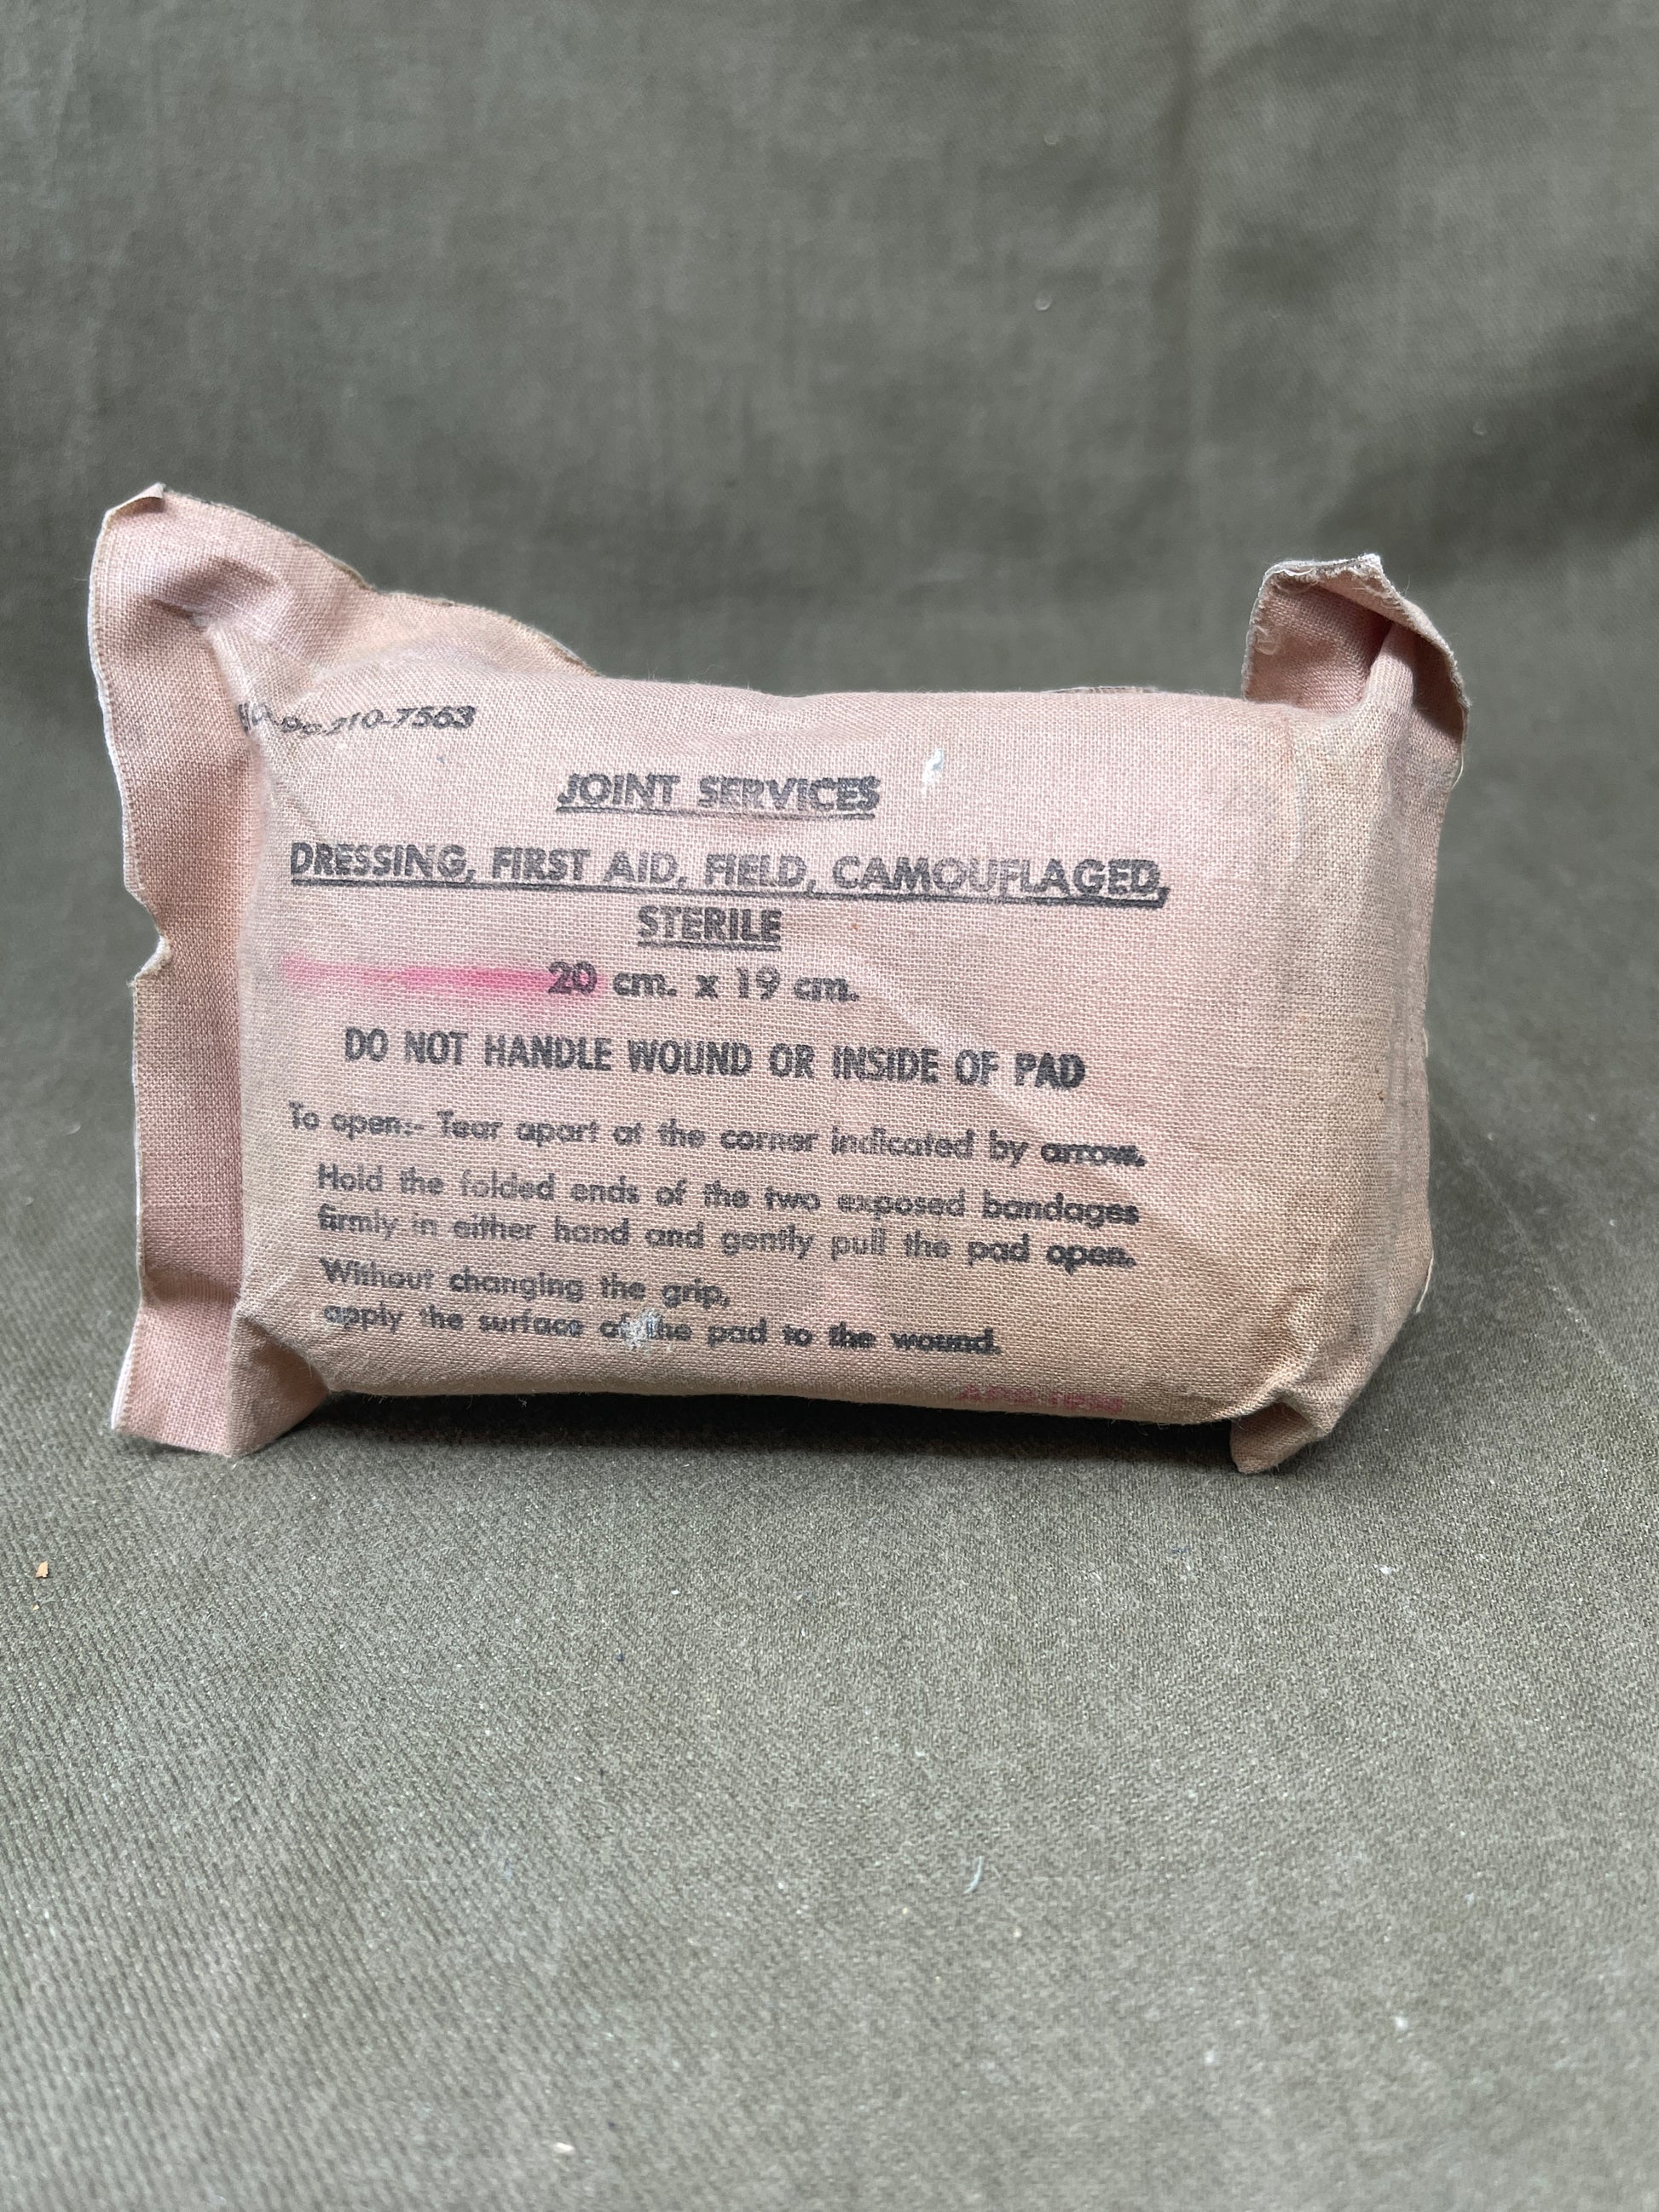 210-7563
JOINT SERVICES
DRESSING, FIRST AID, FIELD, CAMOUFLAGED,
STERILE
20 cm. x 19 cm.
DO NOT HANDLE WOUND OR INSIDE OF PAD
To open:- Tear apart at the corner indicated by arrow.
Hold the folded ends of the two exposed bandages
firmly in either hand and gently pull the pad open.
Without changing the grip,
apply the surface of the pad to the wound.